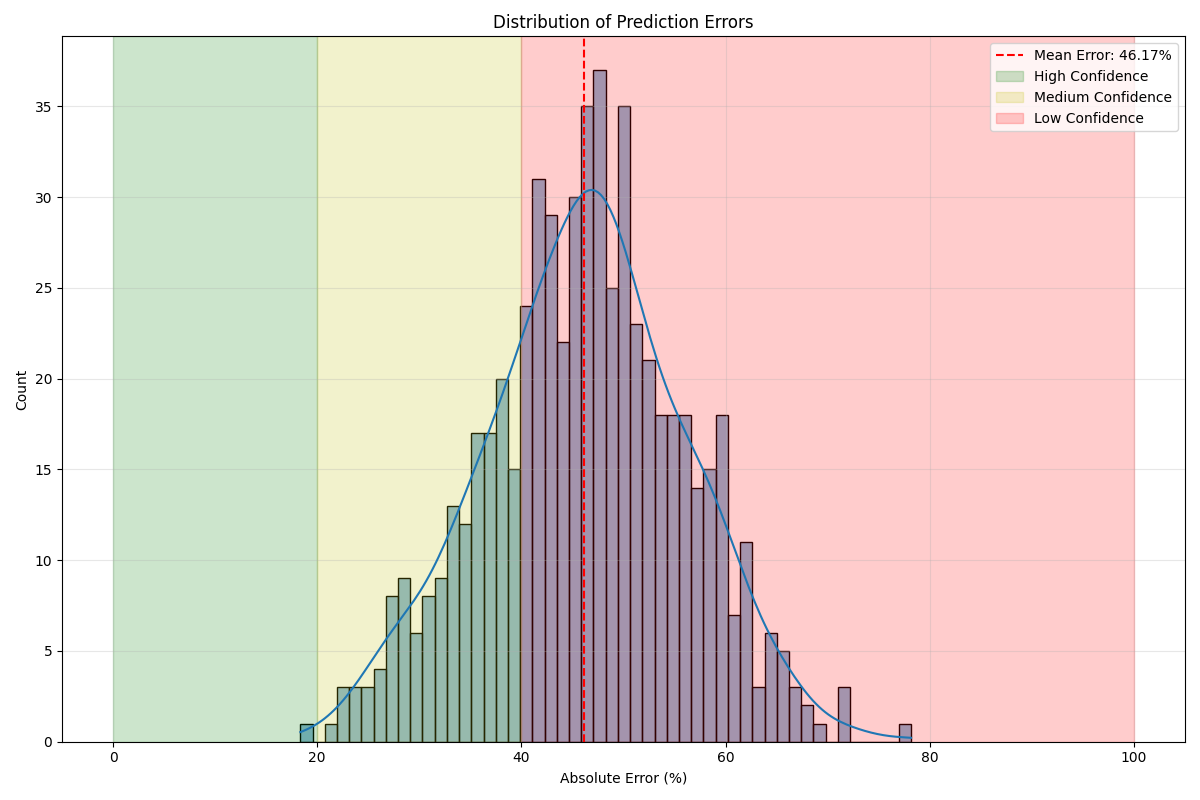 Distribution of Prediction Errors
Mean Error: 46.17%
High Confidence
Medium Confidence
Low Confidence
Count
35
30
25
20
15
10
5
0
0 20 40 60 80 100
Absolute Error (%)